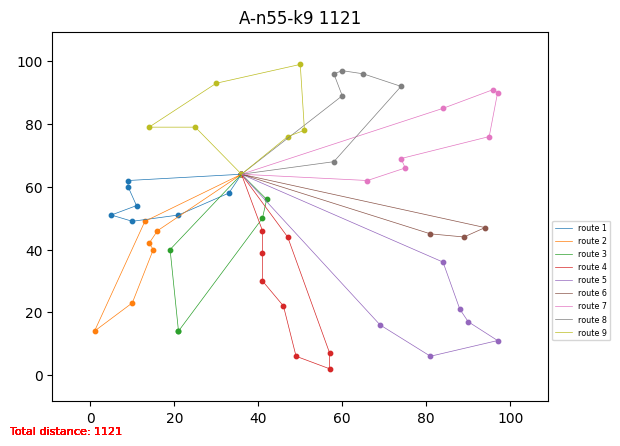 A-n55-k9 1121
100
80
60
40
20
0
0 20 40 60 80 100
route 1
route 2
route 3
route 4
route 5
route 6
route 7
route 8
route 9
Total distance: 1121